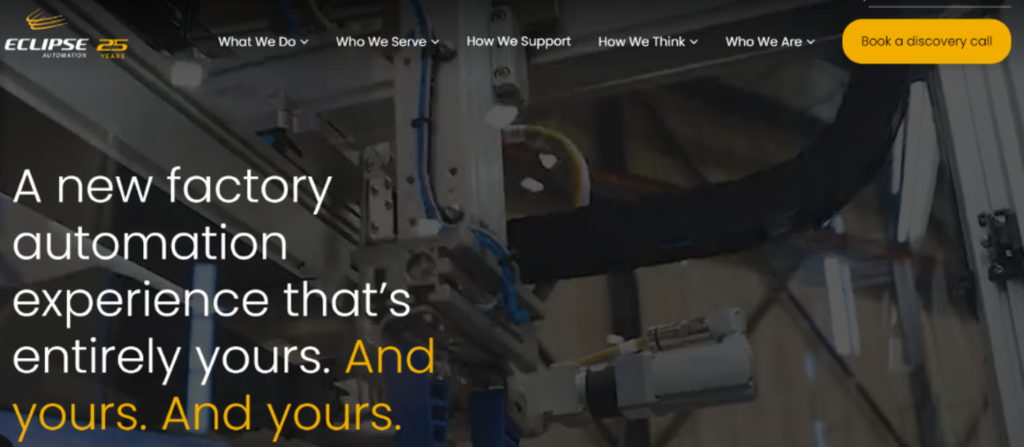 ECLIPSE 25
AUTOMATION YEARS
What We Do
Who We Serve
How We Support
How We Think
Who We Are
Book a discovery call
A new factory
automation
experience that’s
entirely yours. And
yours. And yours.